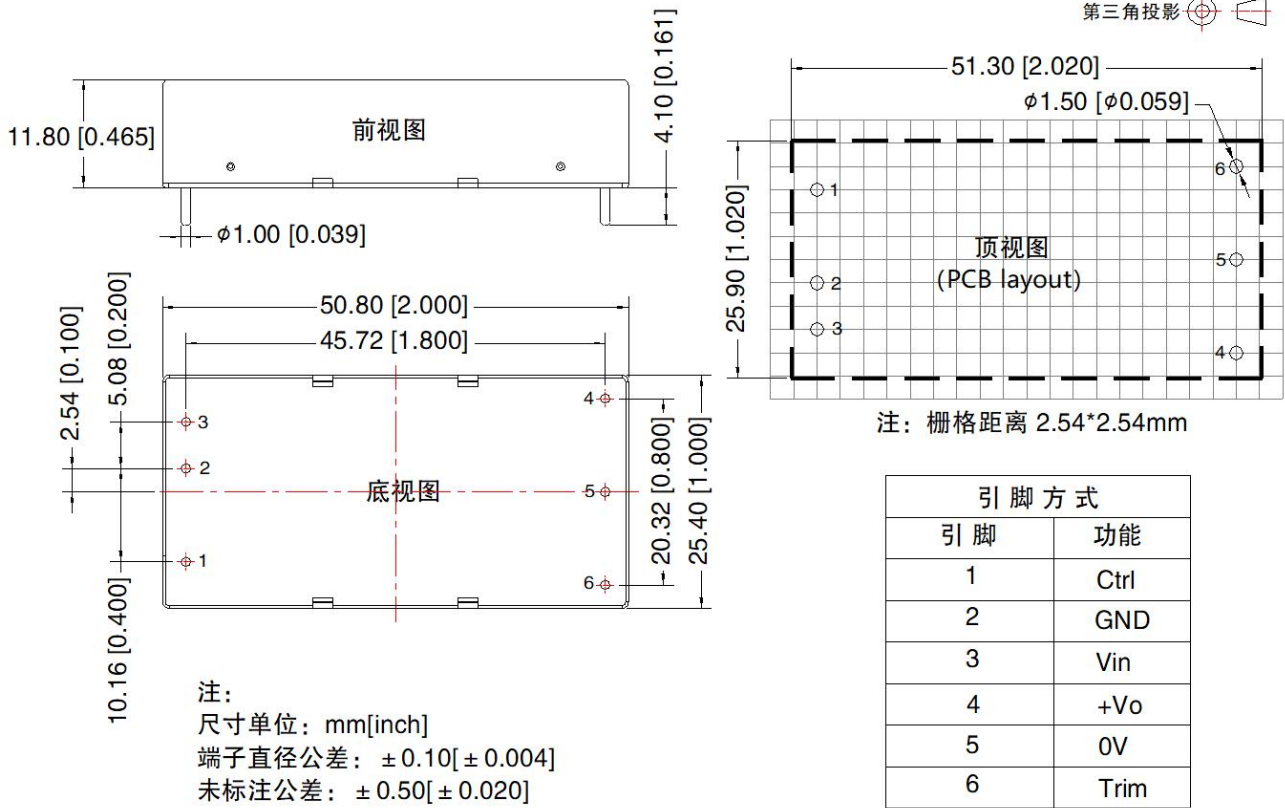 第三角投影
11.80 [0.465]
前视图
4.10 [0.161]
φ1.00 [0.039]
51.30 [2.020]
φ1.50 [φ0.059]
25.90 [1.020]
1
2
3
6
5
4
顶视图
(PCB layout)
注: 栅格距离 2.54*2.54mm
50.80 [2.000]
45.72 [1.800]
2.54 [0.100]
5.08 [0.200]
10.16 [0.400]
3
2
1
底视图
4
5
6
20.32 [0.800]
25.40 [1.000]
注:
尺寸单位: mm[inch]
端子直径公差: ±0.10[±0.004]
未标注公差: ±0.50[±0.020]
引脚方式
引脚 功能
1 Ctrl
2 GND
3 Vin
4 +Vo
5 0V
6 Trim